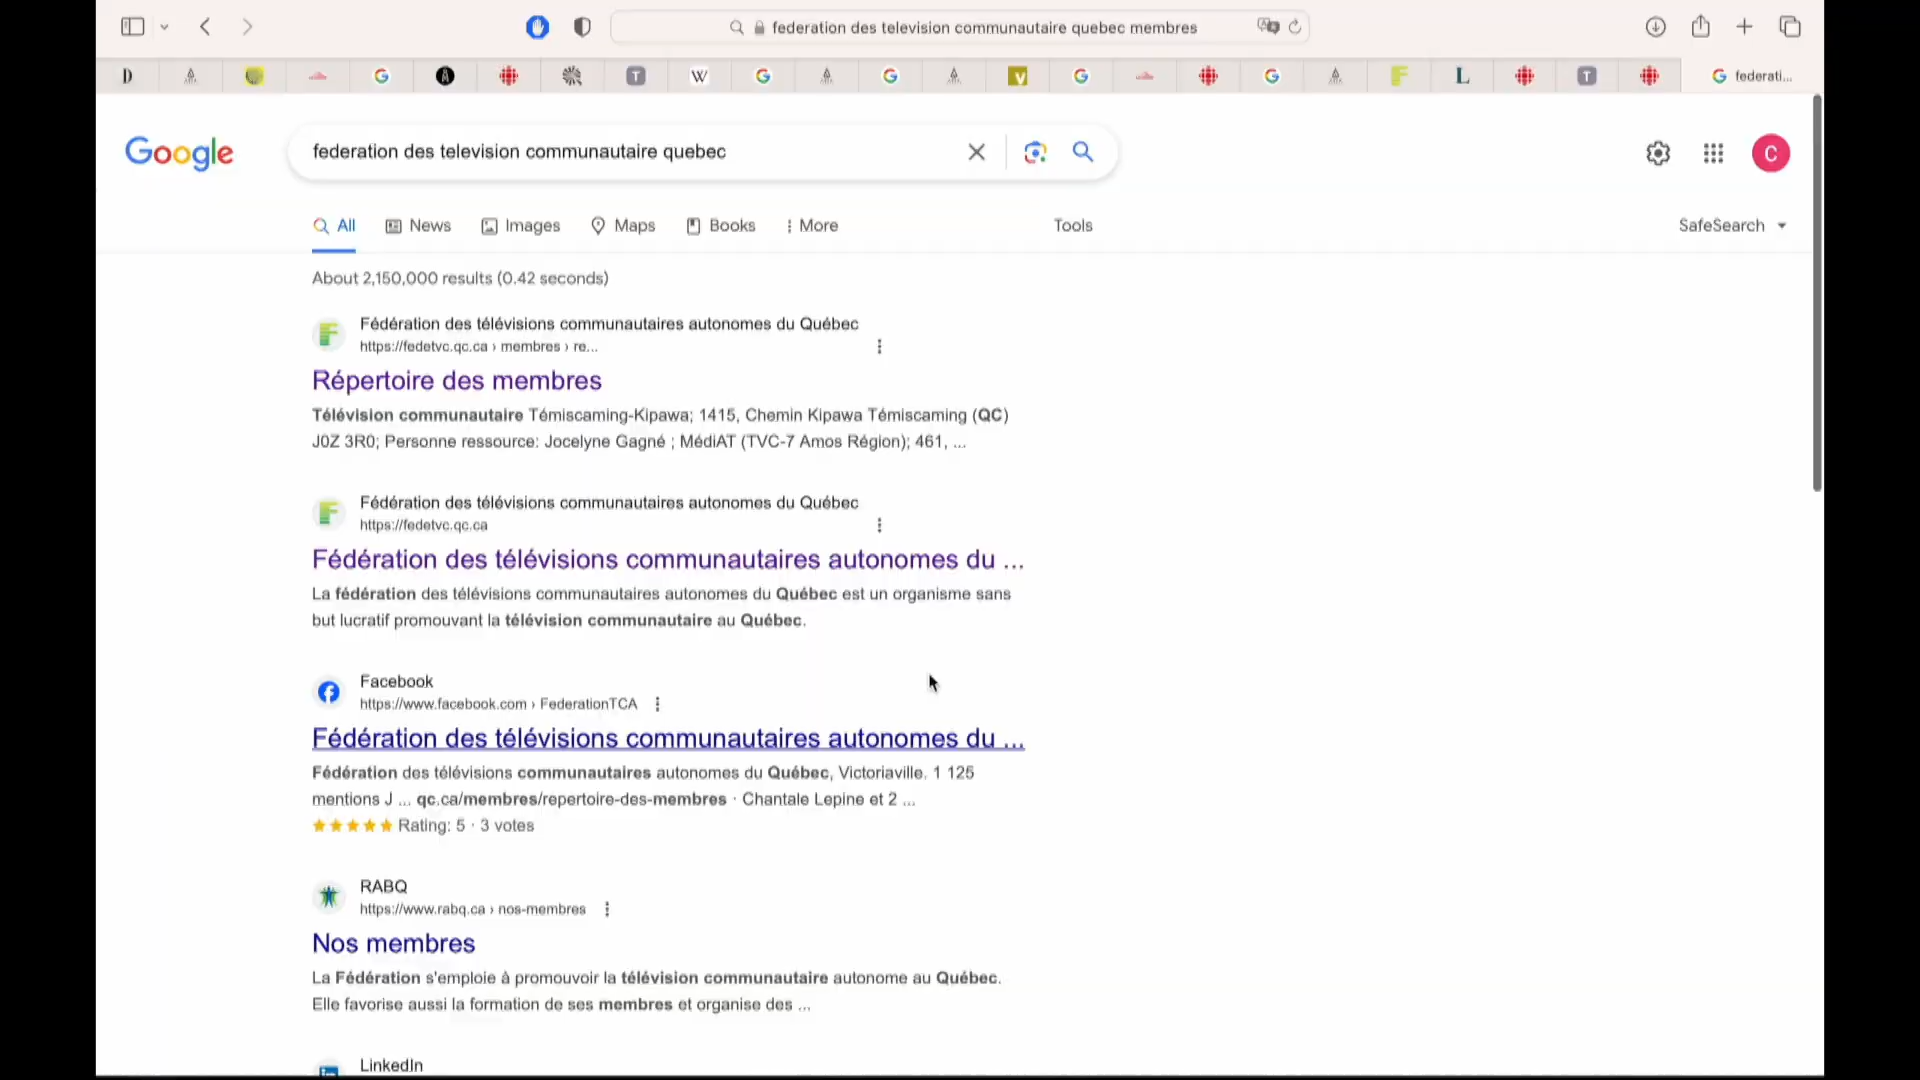 federation des television communautaire quebec membres
D
W
T
V
L
T
federati...
Google
federation des television communautaire quebec
C
All
News
Images
Maps
Books
More
Tools
SafeSearch
About 2,150,000 results (0.42 seconds)
Fédération des télévisions communautaires autonomes du Québec
https://fedetvc.qc.ca › membres › re...
Répertoire des membres
Télévision communautaire Témiscaming-Kipawa; 1415, Chemin Kipawa Témiscaming (QC)
J0Z 3R0; Personne ressource: Jocelyne Gagné ; MédiAT (TVC-7 Amos Région); 461, ...
Fédération des télévisions communautaires autonomes du Québec
https://fedetvc.qc.ca
Fédération des télévisions communautaires autonomes du ...
La fédération des télévisions communautaires autonomes du Québec est un organisme sans
but lucratif promouvant la télévision communautaire au Québec.
Facebook
https://www.facebook.com › FederationTCA
Fédération des télévisions communautaires autonomes du ...
Fédération des télévisions communautaires autonomes du Québec, Victoriaville. 1 125
mentions J ... qc.ca/membres/repertoire-des-membres · Chantale Lepine et 2 ...
Rating: 5 · 3 votes
RABQ
https://www.rabq.ca › nos-membres
Nos membres
La Fédération s'emploie à promouvoir la télévision communautaire autonome au Québec.
Elle favorise aussi la formation de ses membres et organise des ...
LinkedIn